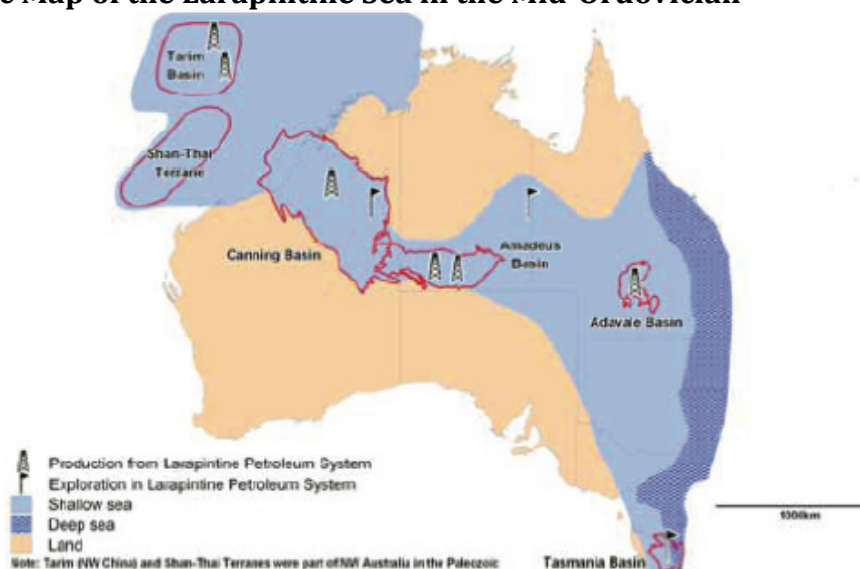 e Map of the Larapintine Sea in the Mid-Ordovician
Tarim
Basin
Shan-Thai
Terrane
Canning Basin
Amadeus
Basin
Adavale Basin
Production from Larapintine Petroleum System
Exploration in Larapintine Petroleum System
Shallow sea
Deep sea
Land
1000km
Note: Tarim (NW China) and Shan-Thai Terranes were part of NW Australia in the Paleozoic
Tasmania Basin